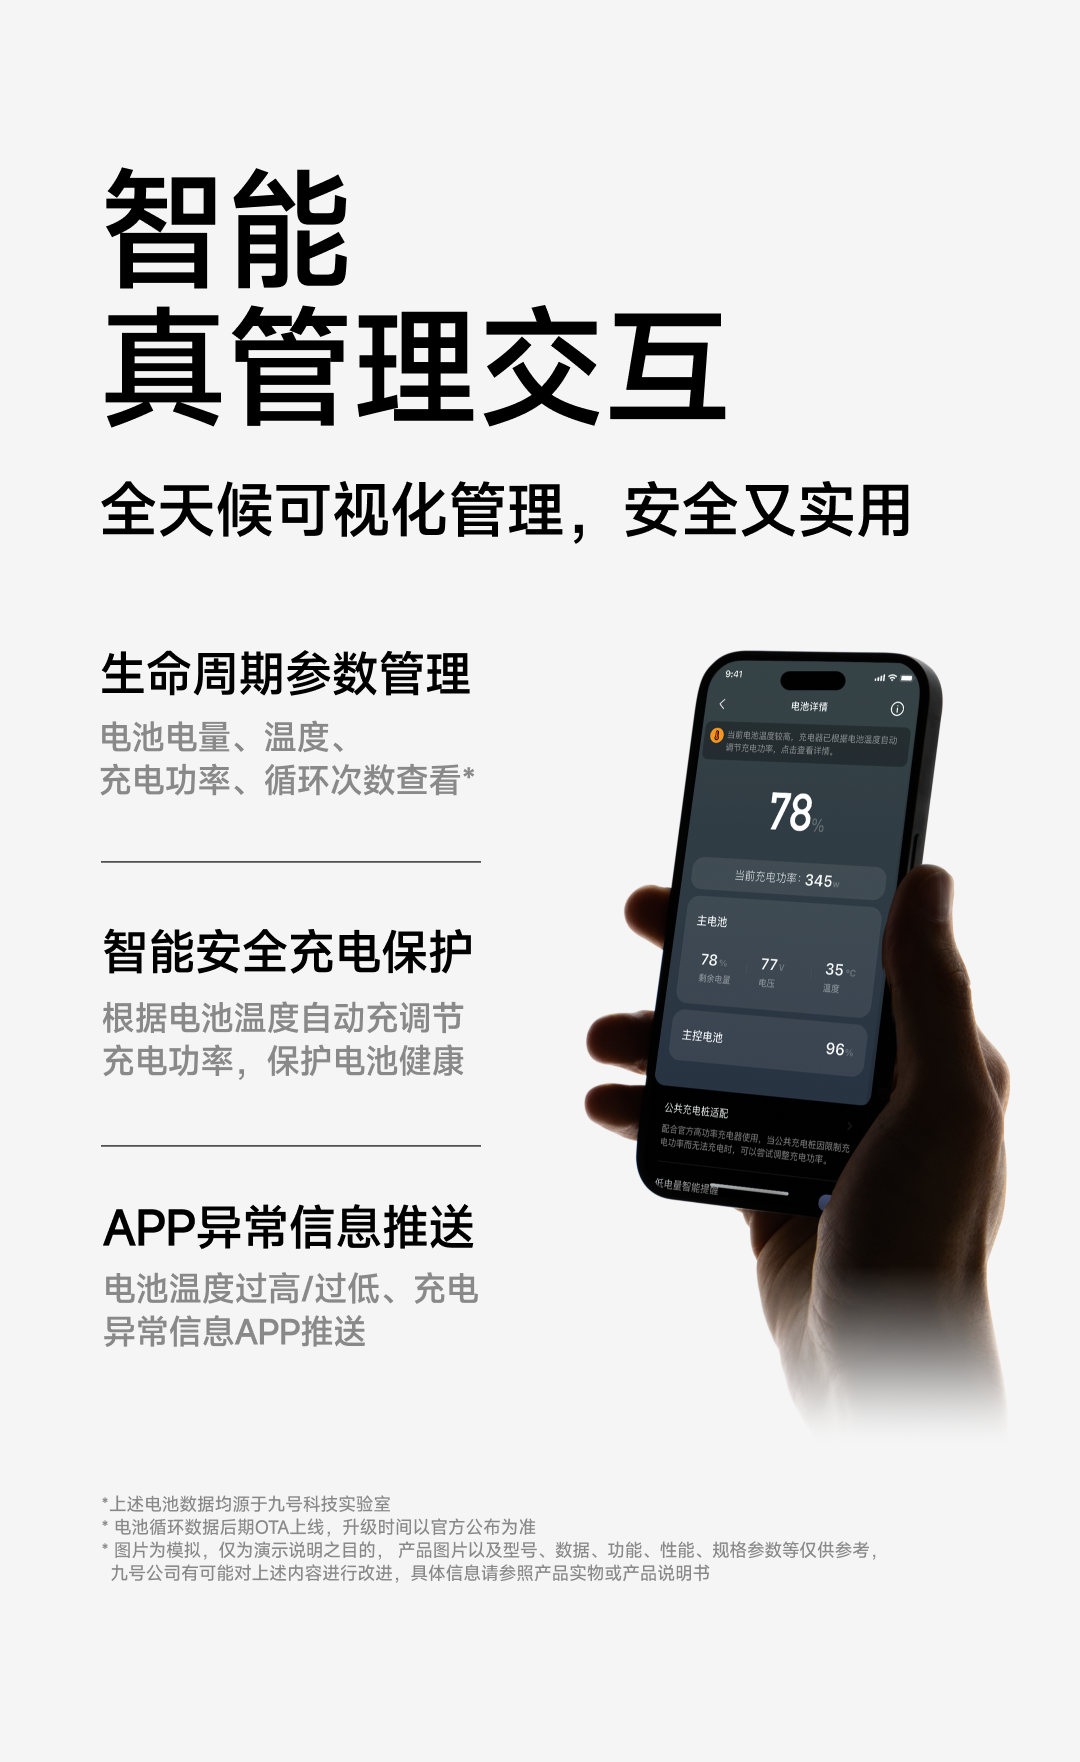 智能
真管理交互
全天候可视化管理，安全又实用
生命周期参数管理
电池电量、温度、
充电功率、循环次数查看*
智能安全充电保护
根据电池温度自动充调节
充电功率，保护电池健康
APP异常信息推送
电池温度过高/过低、充电
异常信息APP推送
9:41
电池详情
当前电池温度较高，充电器已根据电池温度自动
调节充电功率，点击查看详情。
78%
当前充电功率：345w
主电池
78% 77V 35°C
剩余电量 电压 温度
主控电池
96%
公共充电桩适配
配合官方高功率充电器使用，当公共充电桩因限制充
电功率而无法充电时，可以尝试调整充电功率。
低电量智能提醒
*上述电池数据均源于九号科技实验室
* 电池循环数据后期OTA上线，升级时间以官方公布为准
* 图片为模拟，仅为演示说明之目的， 产品图片以及型号、数据、功能、性能、规格参数等仅供参考，
九号公司有可能对上述内容进行改进，具体信息请参照产品实物或产品说明书